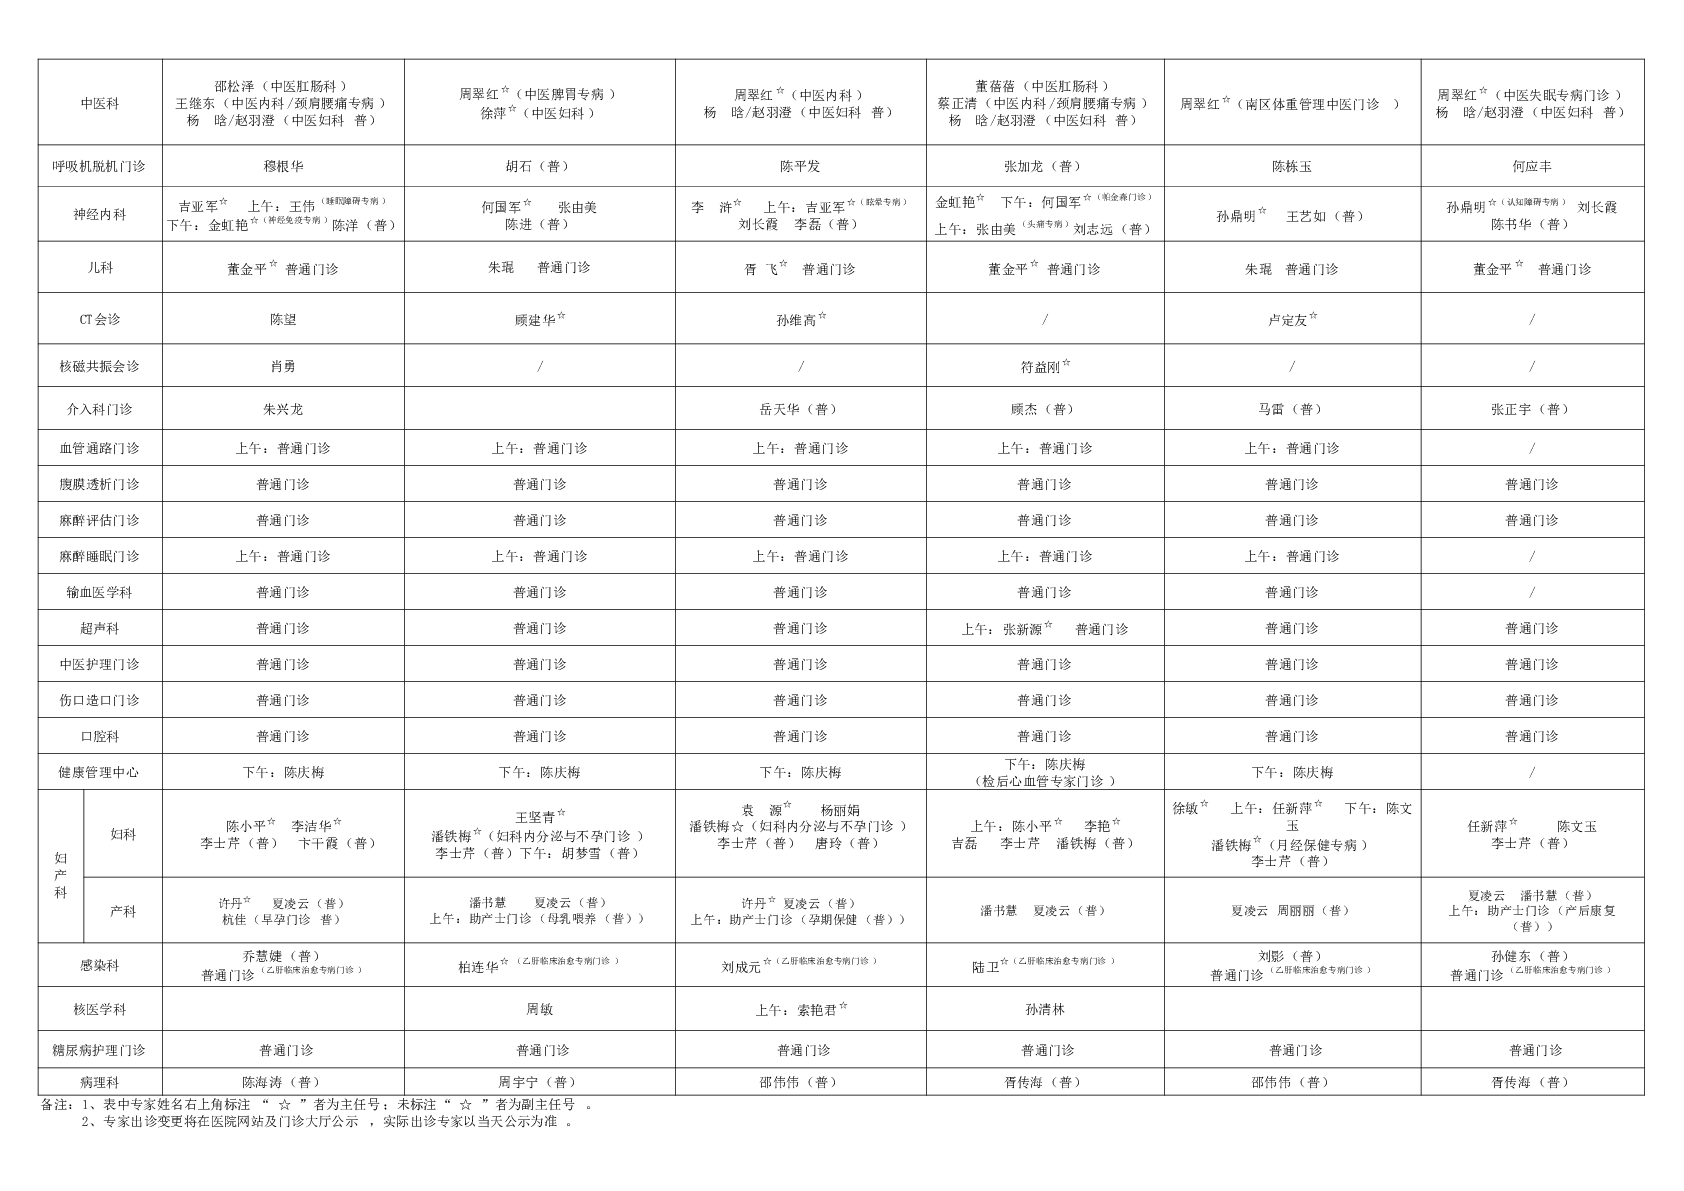 中医科
邵松泽（中医肛肠科）
王继东（中医内科/颈肩腰痛专病）
杨 晗/赵羽澄（中医妇科 普）
周翠红☆（中医脾胃专病）
徐萍☆（中医妇科）
周翠红☆（中医内科）
杨 晗/赵羽澄（中医妇科 普）
董蓓蓓（中医肛肠科）
蔡正清（中医内科/颈肩腰痛专病）
杨 晗/赵羽澄（中医妇科 普）
周翠红☆（南区体重管理中医门诊 ）
周翠红☆（中医失眠专病门诊）
杨 晗/赵羽澄（中医妇科 普）
呼吸机脱机门诊 穆根华 胡石（普） 陈平发 张加龙（普） 陈栋玉 何应丰
神经内科
吉亚军☆ 上午：王伟（睡眠障碍专病）
下午：金虹艳☆（神经免疫专病）陈洋（普）
何国军☆ 张由美
陈进（普）
李 浒☆ 上午：吉亚军☆（眩晕专病）
刘长霞 李磊（普）
金虹艳☆ 下午：何国军☆（帕金森门诊）
上午：张由美（头痛专病）刘志远（普）
孙鼎明☆ 王艺如（普）
孙鼎明☆（认知障碍专病） 刘长霞
陈书华（普）
儿科 董金平☆ 普通门诊 朱琨 普通门诊 胥 飞☆ 普通门诊 董金平☆ 普通门诊 朱琨 普通门诊 董金平☆ 普通门诊
CT会诊 陈望 顾建华☆ 孙维高☆ / 卢定友☆ /
核磁共振会诊 肖勇 / / 符益刚☆ / /
介入科门诊 朱兴龙 岳天华（普） 顾杰（普） 马雷（普） 张正宇（普）
血管通路门诊 上午：普通门诊 上午：普通门诊 上午：普通门诊 上午：普通门诊 上午：普通门诊 /
腹膜透析门诊 普通门诊 普通门诊 普通门诊 普通门诊 普通门诊 普通门诊
麻醉评估门诊 普通门诊 普通门诊 普通门诊 普通门诊 普通门诊 普通门诊
麻醉睡眠门诊 上午：普通门诊 上午：普通门诊 上午：普通门诊 上午：普通门诊 上午：普通门诊 /
输血医学科 普通门诊 普通门诊 普通门诊 普通门诊 普通门诊 /
超声科 普通门诊 普通门诊 普通门诊 上午：张新源☆ 普通门诊 普通门诊 普通门诊
中医护理门诊 普通门诊 普通门诊 普通门诊 普通门诊 普通门诊 普通门诊
伤口造口门诊 普通门诊 普通门诊 普通门诊 普通门诊 普通门诊 普通门诊
口腔科 普通门诊 普通门诊 普通门诊 普通门诊 普通门诊 普通门诊
健康管理中心 下午：陈庆梅 下午：陈庆梅 下午：陈庆梅
下午：陈庆梅
（检后心血管专家门诊）
下午：陈庆梅 /
妇
产
科
妇科
陈小平☆ 李洁华☆
李士芹（普） 卞干霞（普）
王坚青☆
潘铁梅☆（妇科内分泌与不孕门诊）
李士芹（普）下午：胡梦雪（普）
袁 源☆ 杨丽娟
潘铁梅☆（妇科内分泌与不孕门诊）
李士芹（普） 唐玲（普）
上午：陈小平☆ 李艳☆
吉磊 李士芹 潘铁梅（普）
徐敏☆ 上午：任新萍☆ 下午：陈文
玉
潘铁梅☆（月经保健专病）
李士芹（普）
任新萍☆ 陈文玉
李士芹（普）
产科
许丹☆ 夏凌云（普）
杭佳（早孕门诊 普）
潘书慧 夏凌云（普）
上午：助产士门诊（母乳喂养（普））
许丹☆ 夏凌云（普）
上午：助产士门诊（孕期保健（普））
潘书慧 夏凌云（普）
夏凌云 周丽丽（普）
夏凌云 潘书慧（普）
上午：助产士门诊（产后康复
（普））
感染科
乔慧婕（普）
普通门诊（乙肝临床治愈专病门诊）
柏连华☆（乙肝临床治愈专病门诊）
刘成元☆（乙肝临床治愈专病门诊）
陆卫☆（乙肝临床治愈专病门诊）
刘影（普）
普通门诊（乙肝临床治愈专病门诊）
孙健东（普）
普通门诊（乙肝临床治愈专病门诊）
核医学科 周敏 上午：索艳君☆ 孙清林
糖尿病护理门诊 普通门诊 普通门诊 普通门诊 普通门诊 普通门诊 普通门诊
病理科 陈海涛（普） 周宇宁（普） 邵伟伟（普） 胥传海（普） 邵伟伟（普） 胥传海（普）
备注：1、表中专家姓名右上角标注 “ ☆ ”者为主任号；未标注“ ☆ ”者为副主任号 。
2、专家出诊变更将在医院网站及门诊大厅公示 ，实际出诊专家以当天公示为准 。